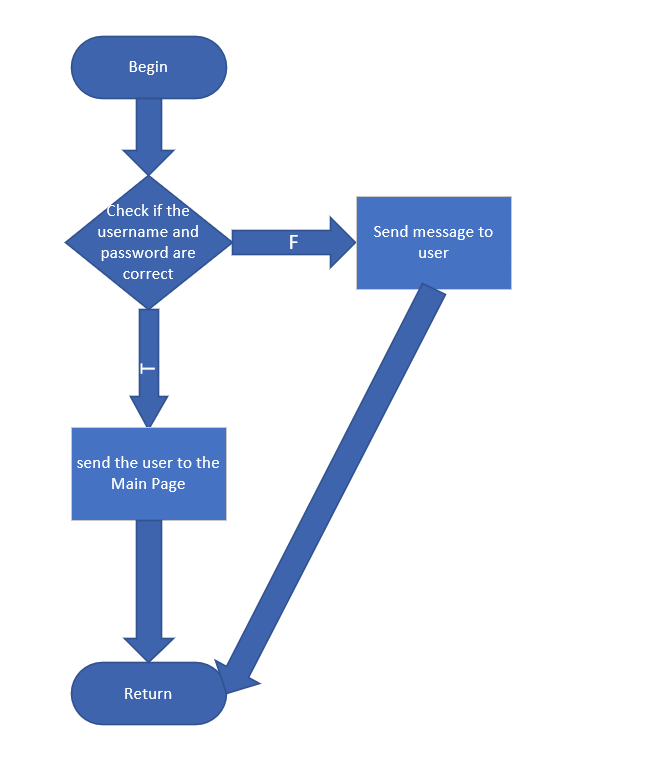 Begin
Check if the
username and
password are
correct
F
Send message to
user
T
send the user to the
Main Page
Return